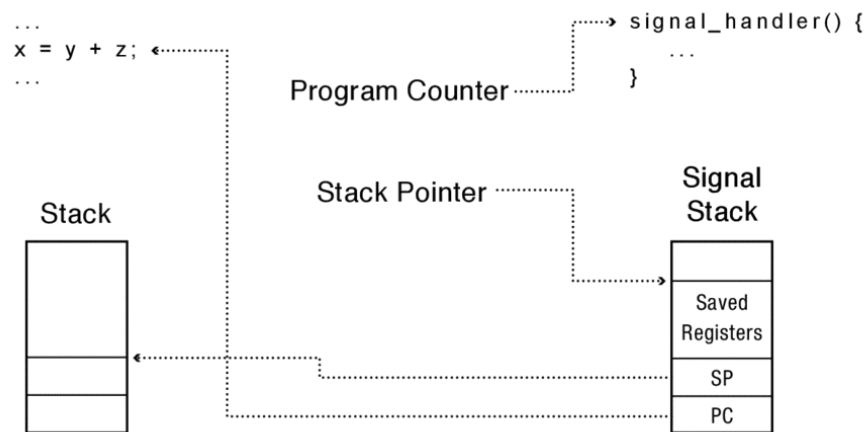 ...
x = y + z;
...
signal_handler() {
...
}
Program Counter
Stack Pointer
Stack
Signal
Stack
Saved
Registers
SP
PC